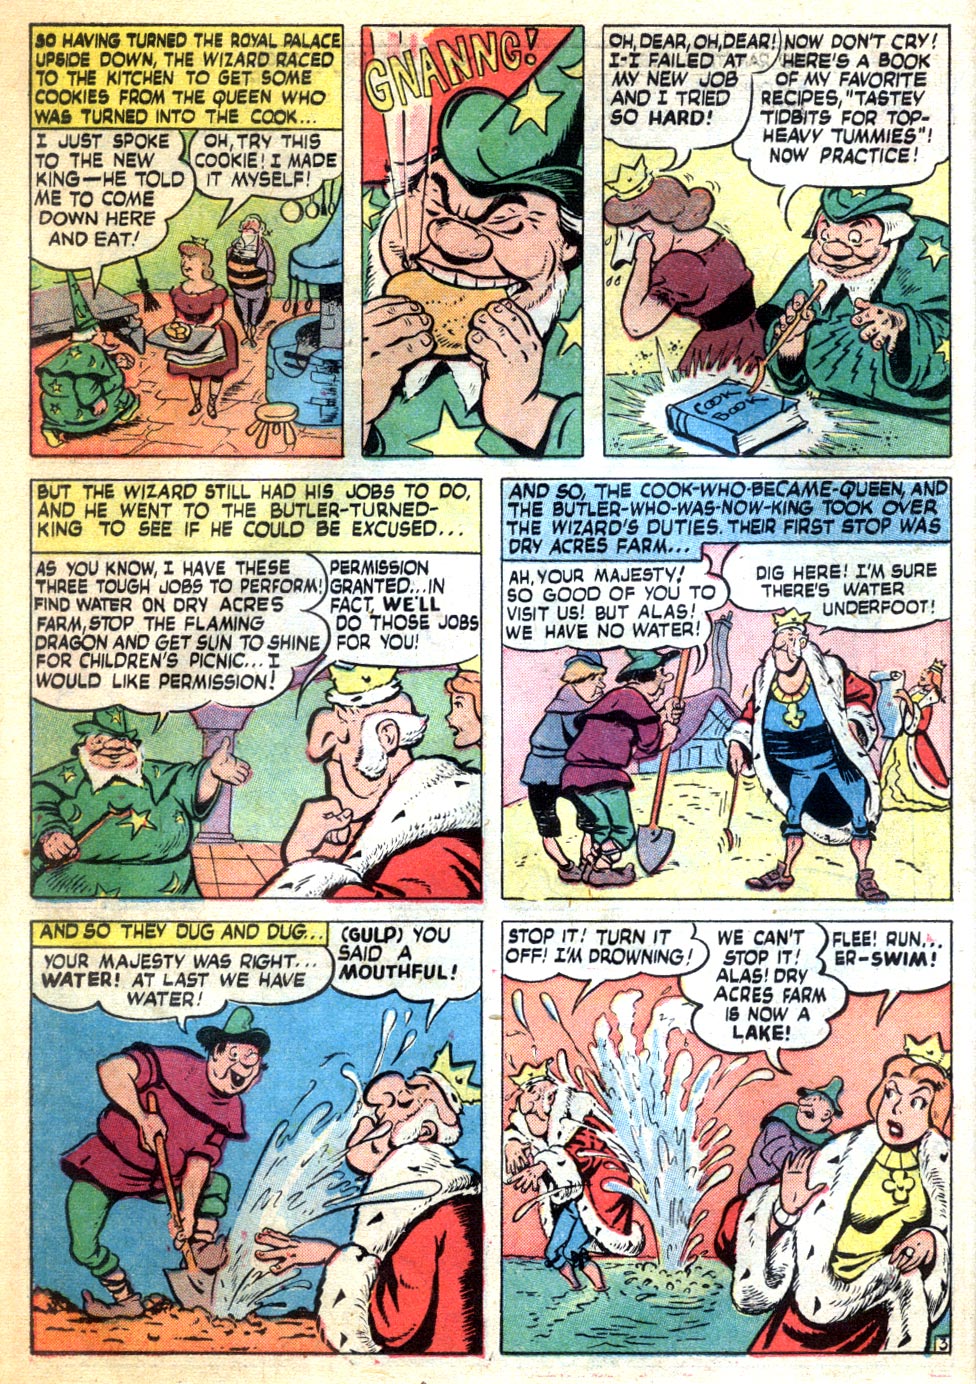 SO HAVING TURNED THE ROYAL PALACE
UPSIDE DOWN, THE WIZARD RACED
TO THE KITCHEN TO GET SOME
COOKIES FROM THE QUEEN WHO
WAS TURNED INTO THE COOK...
I JUST SPOKE
TO THE NEW
KING—HE TOLD
ME TO COME
DOWN HERE
AND EAT!
OH, TRY THIS
COOKIE! I MADE
IT MYSELF!
GNANNG!
OH, DEAR, OH, DEAR!
I-I FAILED AT
MY NEW JOB
AND I TRIED
SO HARD!
NOW DON'T CRY!
HERE'S A BOOK
OF MY FAVORITE
RECIPES, "TASTEY
TIDBITS FOR TOP-
HEAVY TUMMIES"!
NOW PRACTICE!
COOK
BOOK
BUT THE WIZARD STILL HAD HIS JOBS TO DO,
AND HE WENT TO THE BUTLER-TURNED-
KING TO SEE IF HE COULD BE EXCUSED...
AS YOU KNOW, I HAVE THESE
THREE TOUGH JOBS TO PERFORM!
FIND WATER ON DRY ACRES
FARM, STOP THE FLAMING
DRAGON AND GET SUN TO SHINE
FOR CHILDREN'S PICNIC... I
WOULD LIKE PERMISSION!
PERMISSION
GRANTED... IN
FACT, WE'LL
DO THOSE JOBS
FOR YOU!
AND SO, THE COOK-WHO-BECAME-QUEEN, AND
THE BUTLER-WHO-WAS-NOW-KING TOOK OVER
THE WIZARD'S DUTIES. THEIR FIRST STOP WAS
DRY ACRES FARM...
AH, YOUR MAJESTY!
SO GOOD OF YOU TO
VISIT US! BUT ALAS!
WE HAVE NO WATER!
DIG HERE! I'M SURE
THERE'S WATER
UNDERFOOT!
AND SO THEY DUG AND DUG...
YOUR MAJESTY WAS RIGHT...
WATER! AT LAST WE HAVE
WATER!
(GULP) YOU
SAID A
MOUTHFUL!
STOP IT! TURN IT
OFF! I'M DROWNING!
WE CAN'T
STOP IT!
ALAS! DRY
ACRES FARM
IS NOW A
LAKE!
FLEE! RUN...
ER-SWIM!
3